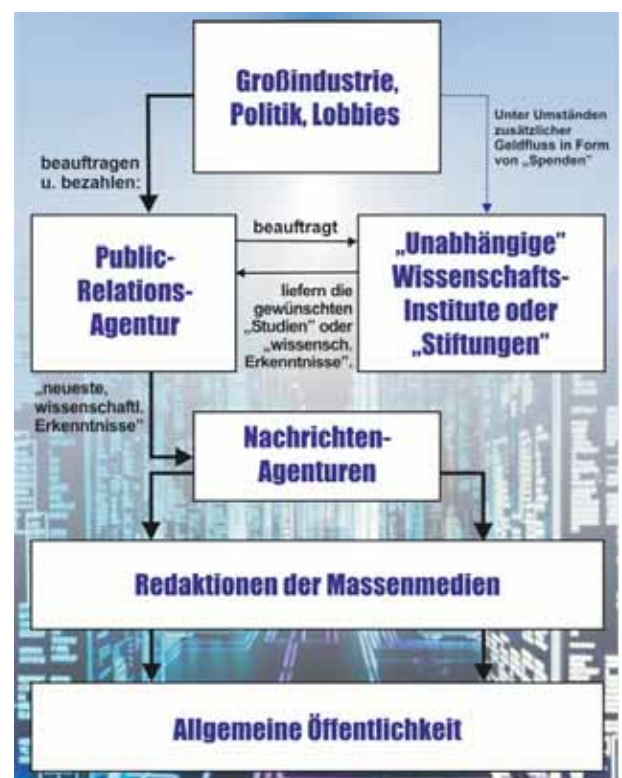 Großindustrie,
Politik, Lobbies
Unter Umständen
zusätzlicher
Geldfluss in Form
von „Spenden”
beauftragen
u. bezahlen:
Public-
Relations-
Agentur
beauftragt
liefern die
gewünschten
„Studien” oder
„wissensch.
Erkenntnisse”.
„Unabhängige”
Wissenschafts-
Institute oder
„Stiftungen”
„neueste,
wissenschaftl.
Erkenntnisse”
Nachrichten-
Agenturen
Redaktionen der Massenmedien
Allgemeine Öffentlichkeit